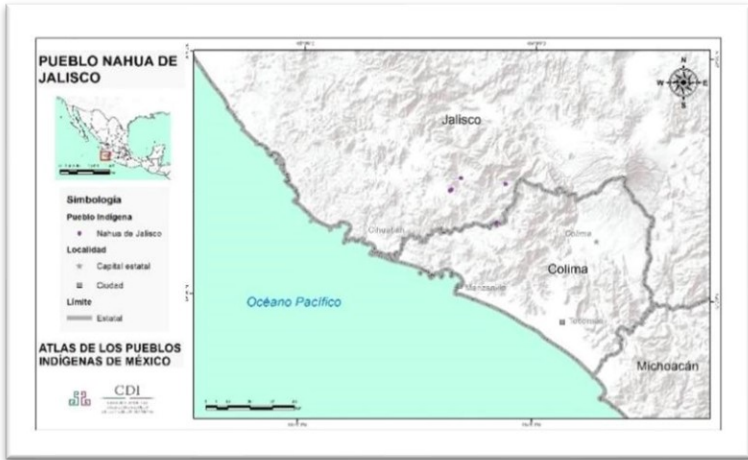 PUEBLO NAHUA DE
JALISCO
Simbología
Pueblo Indígena
Nahua de Jalisco
Localidad
Capital estatal
Ciudad
Límite
Estatal
ATLAS DE LOS PUEBLOS
INDÍGENAS DE MÉXICO
CDI
N
W
E
S
Jalisco
Cihuatlán
Colima
Colima
Manzanillo
Océano Pacífico
Tecomán
Michoacán